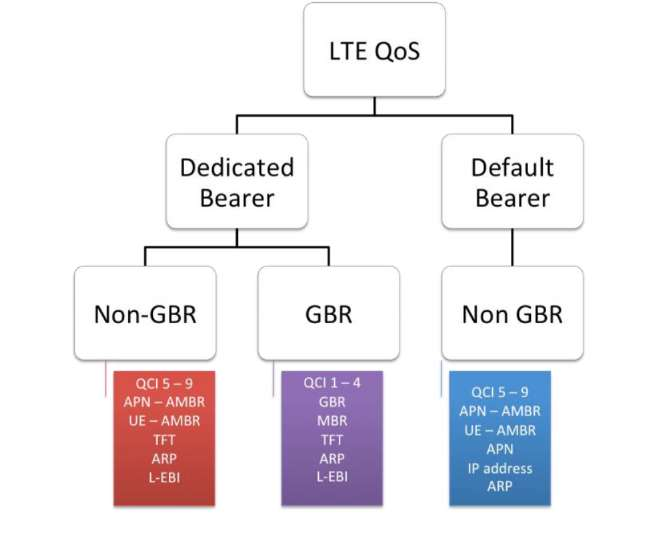 LTE QoS
Dedicated
Bearer
Default
Bearer
Non-GBR
GBR
Non GBR
QCI 5 – 9
APN – AMBR
UE – AMBR
TFT
ARP
L-EBI
QCI 1 – 4
GBR
MBR
TFT
ARP
L-EBI
QCI 5 – 9
APN – AMBR
UE – AMBR
APN
IP address
ARP